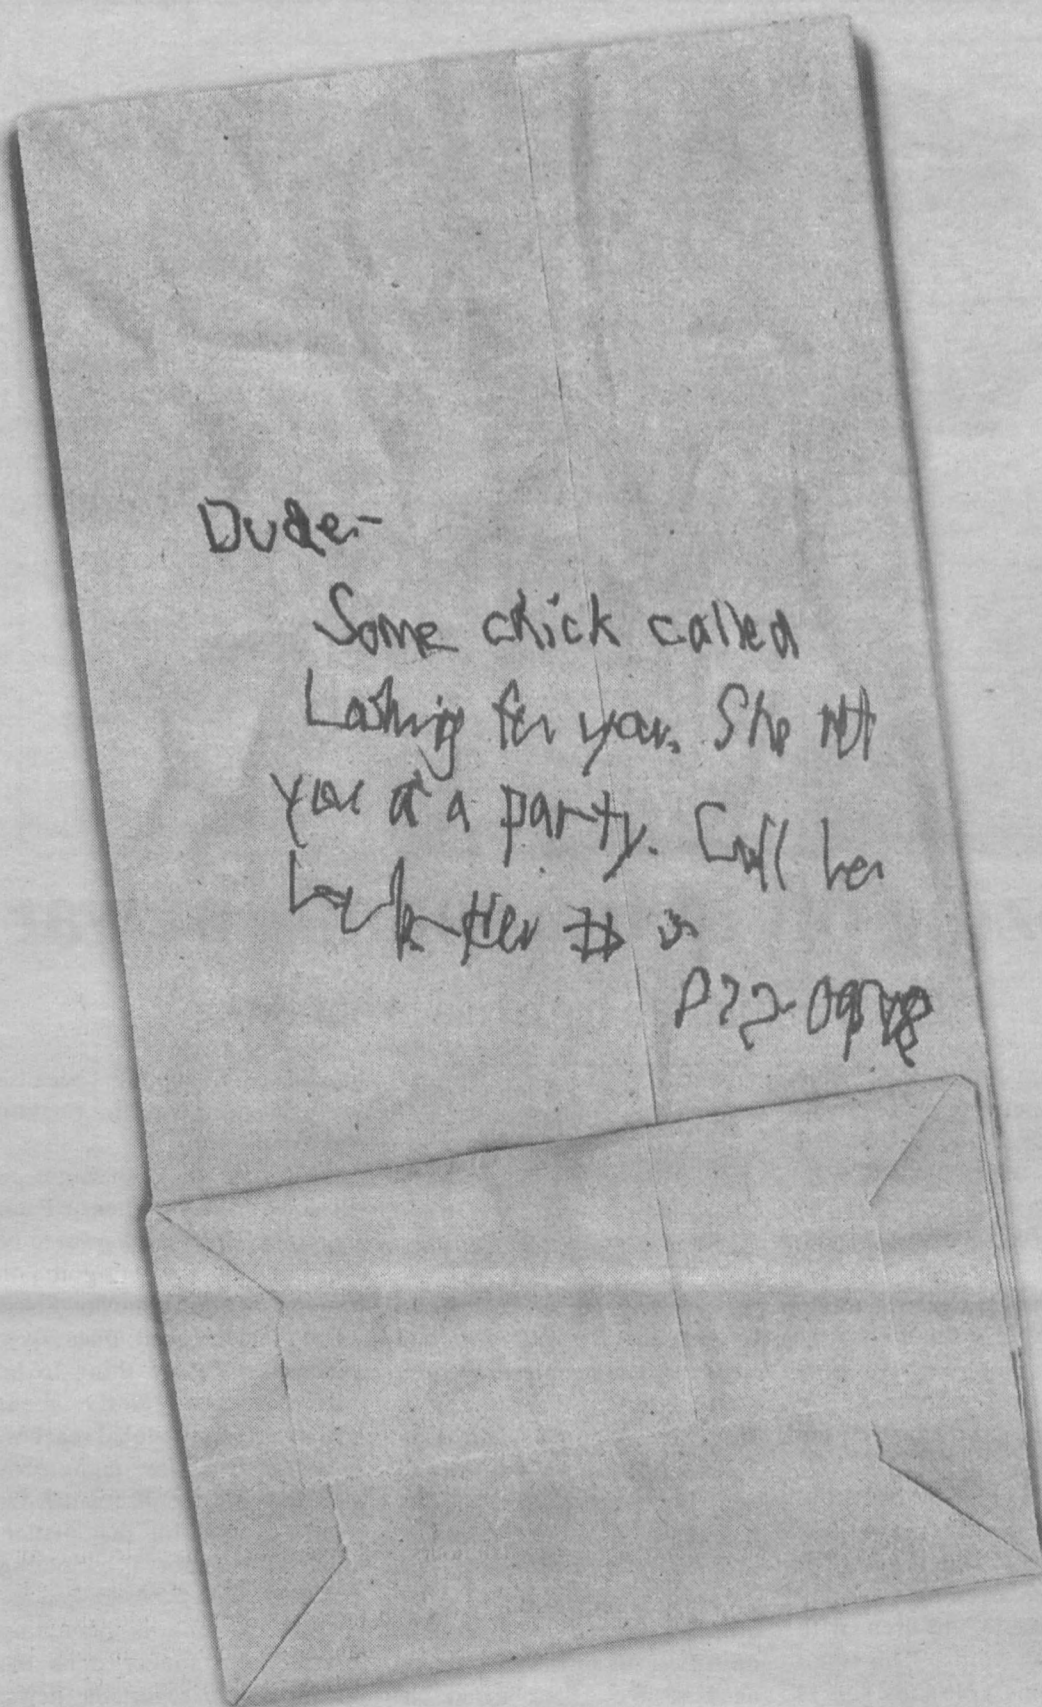 Dude-
Some chick called
Looking for you. She met
you at a party. Call her
back. Her # is